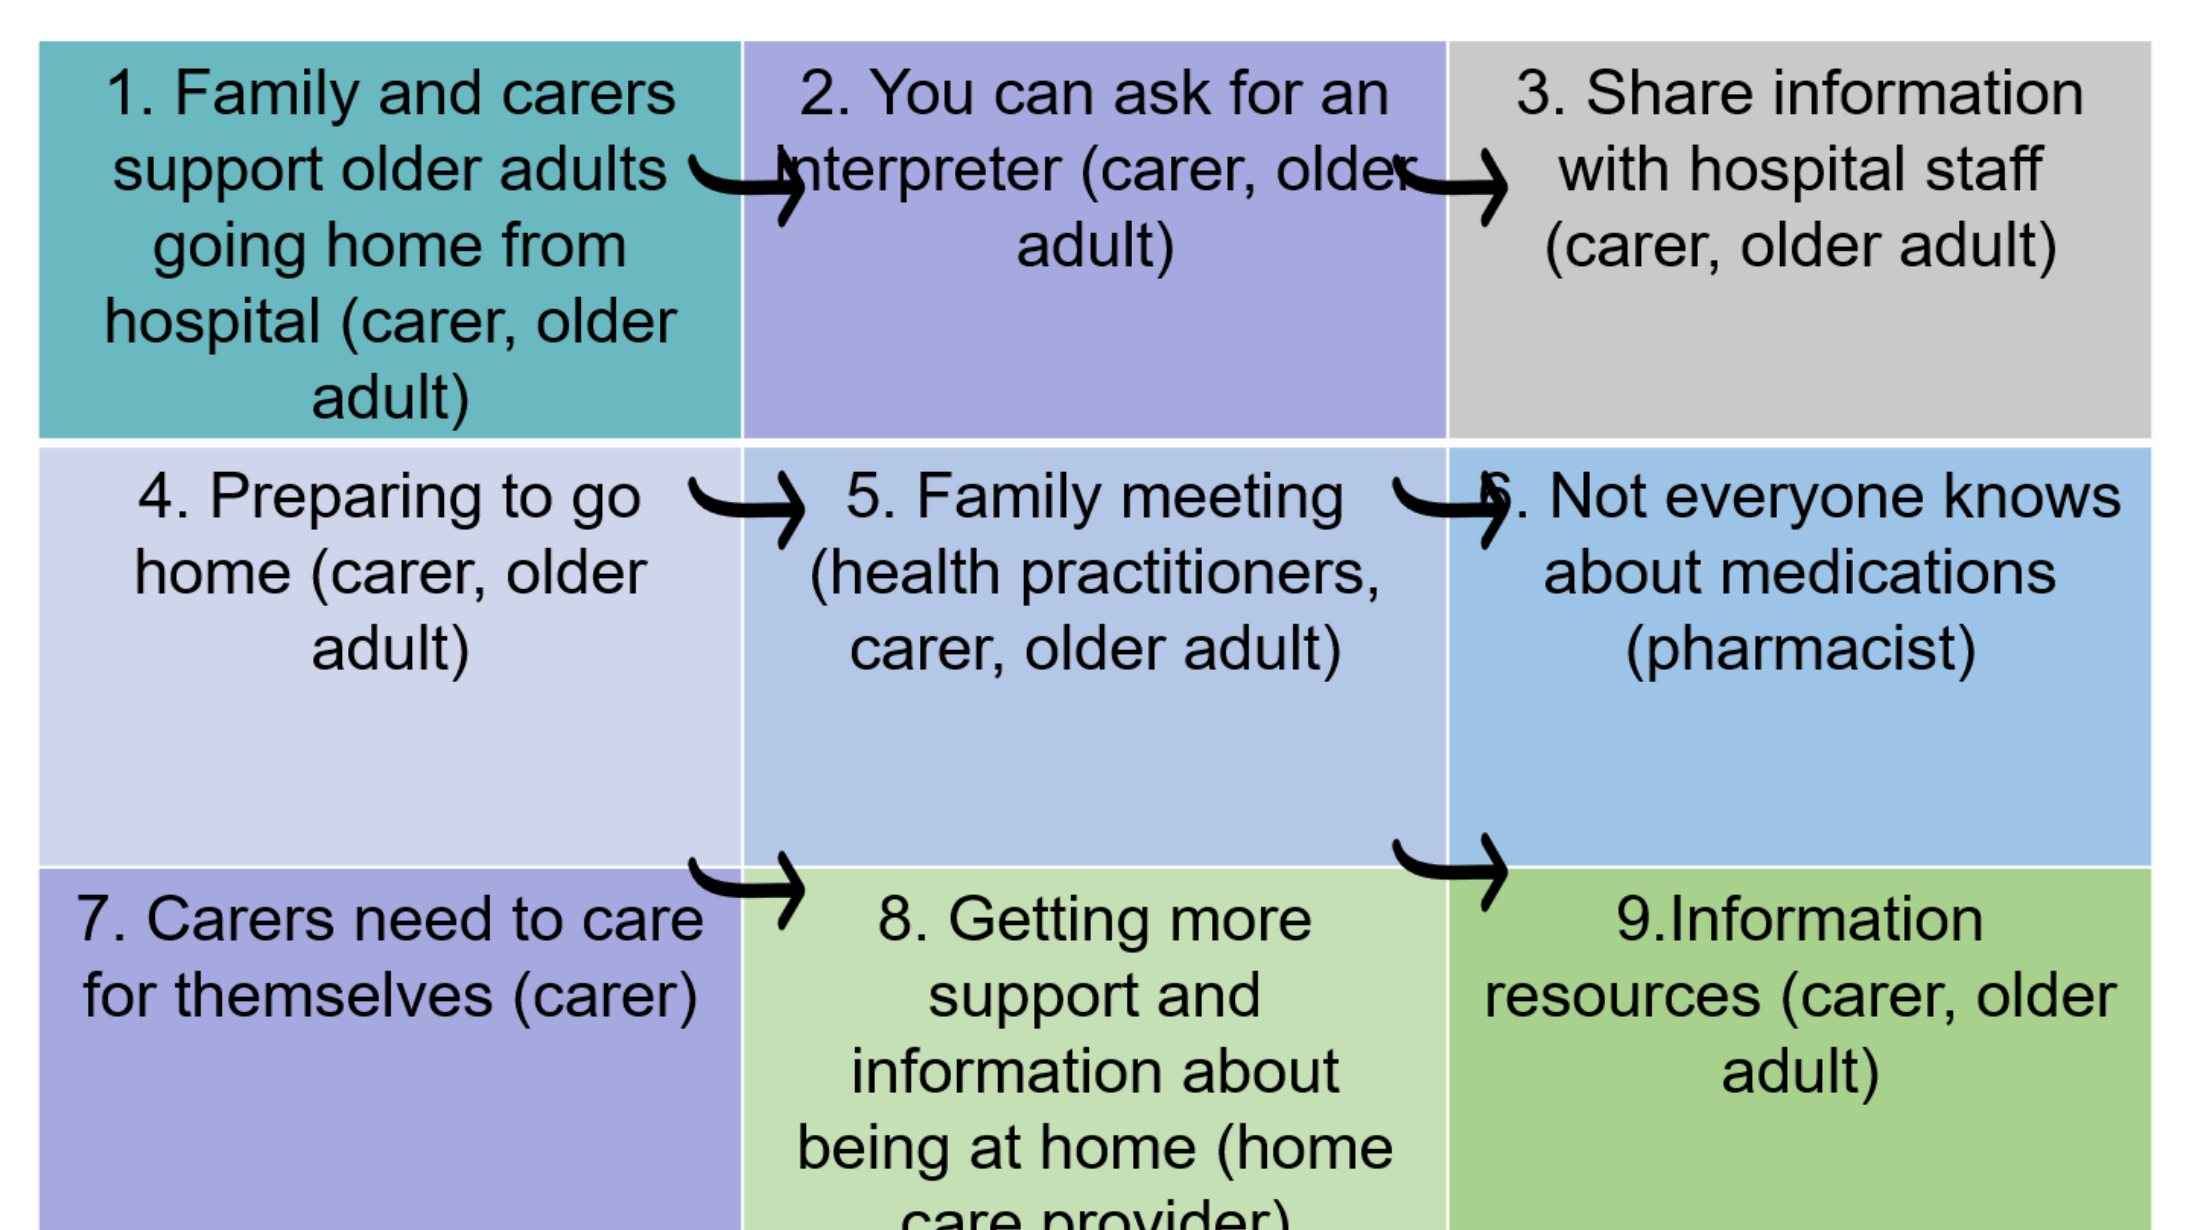 1. Family and carers
support older adults
going home from
hospital (carer, older
adult)
2. You can ask for an
interpreter (carer, older
adult)
3. Share information
with hospital staff
(carer, older adult)
4. Preparing to go
home (carer, older
adult)
5. Family meeting
(health practitioners,
carer, older adult)
6. Not everyone knows
about medications
(pharmacist)
7. Carers need to care
for themselves (carer)
8. Getting more
support and
information about
being at home (home
care provider)
9.Information
resources (carer, older
adult)